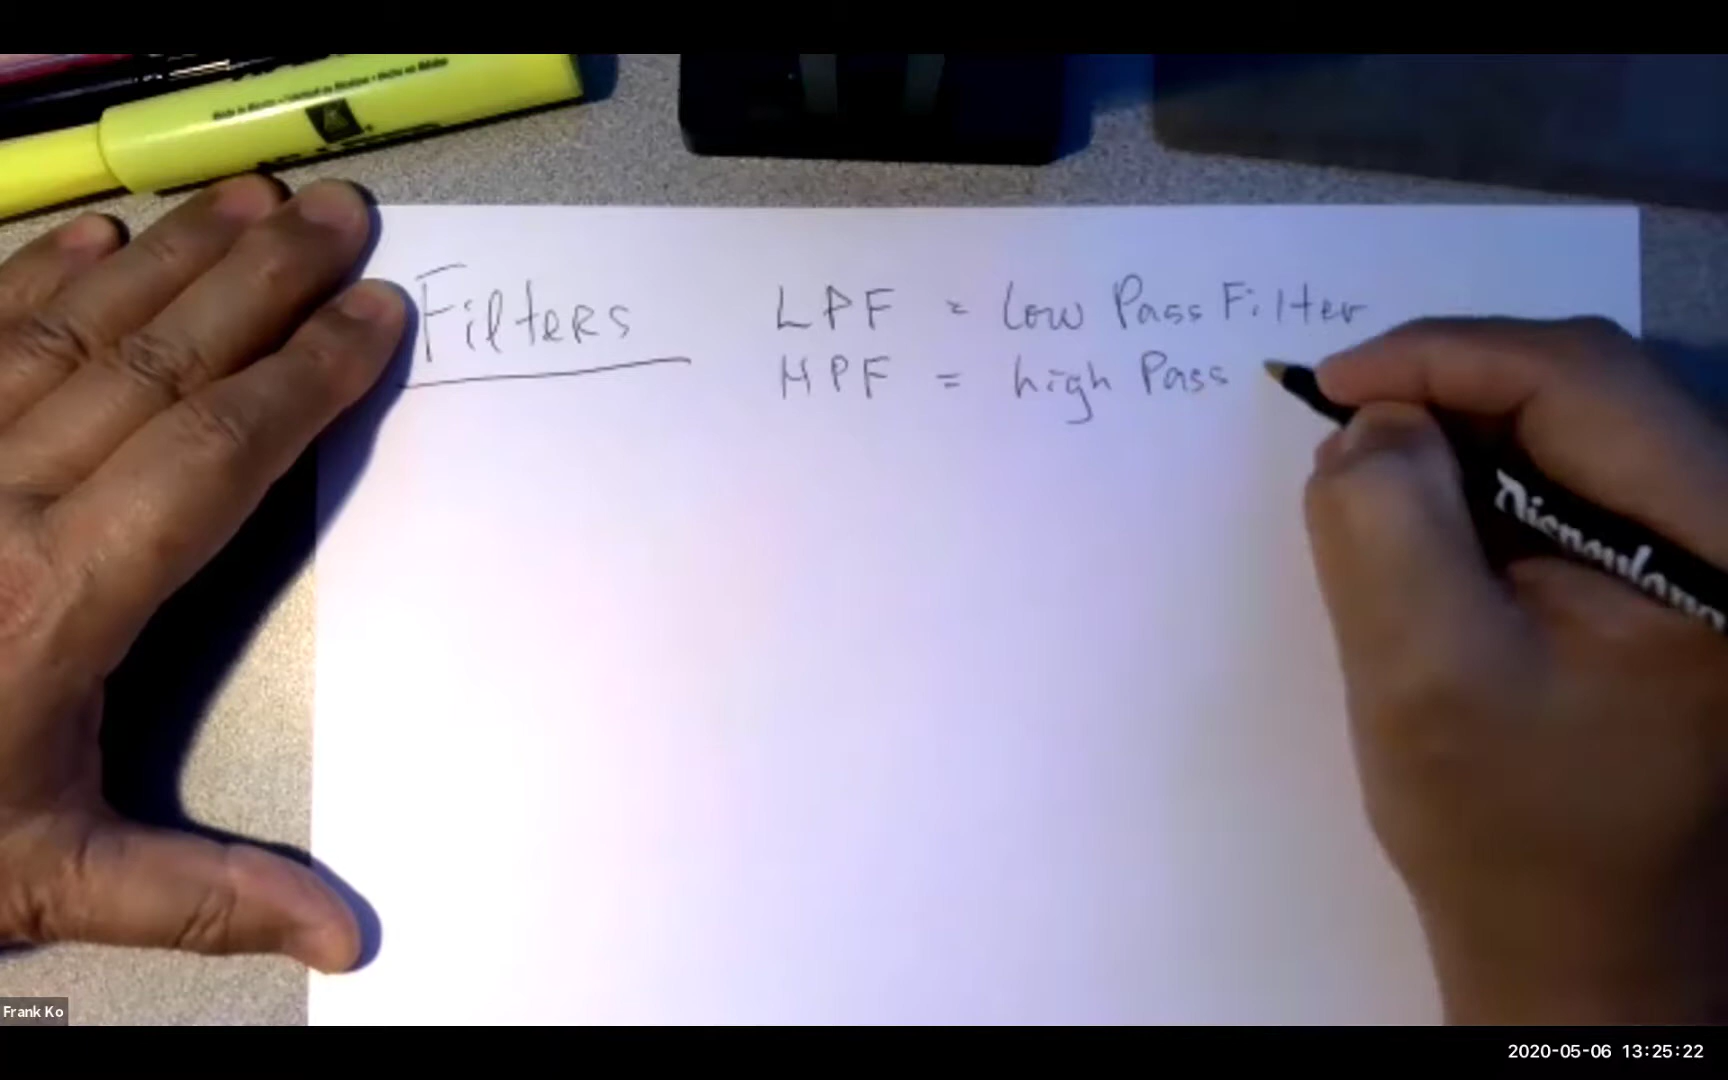 Filters
LPF = Low Pass Filter
HPF = high Pass
Frank Ko
2020-05-06 13:25:22